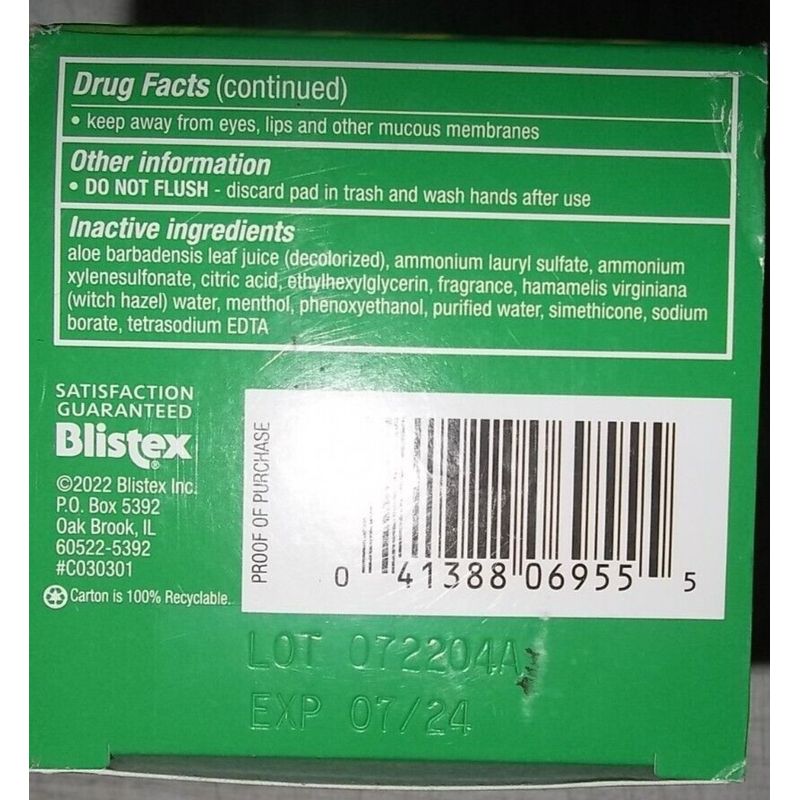 Drug Facts (continued)
• keep away from eyes, lips and other mucous membranes
Other information
• DO NOT FLUSH - discard pad in trash and wash hands after use
Inactive ingredients
aloe barbadensis leaf juice (decolorized), ammonium lauryl sulfate, ammonium
xylenesulfonate, citric acid, ethylhexylglycerin, fragrance, hamamelis virginiana
(witch hazel) water, menthol, phenoxyethanol, purified water, simethicone, sodium
borate, tetrasodium EDTA
SATISFACTION
GUARANTEED
Blistex®
©2022 Blistex Inc.
P.O. Box 5392
Oak Brook, IL
60522-5392
#C030301
Carton is 100% Recyclable.
PROOF OF PURCHASE
0 41388 06955 5
LOT 072204A
EXP 07/24